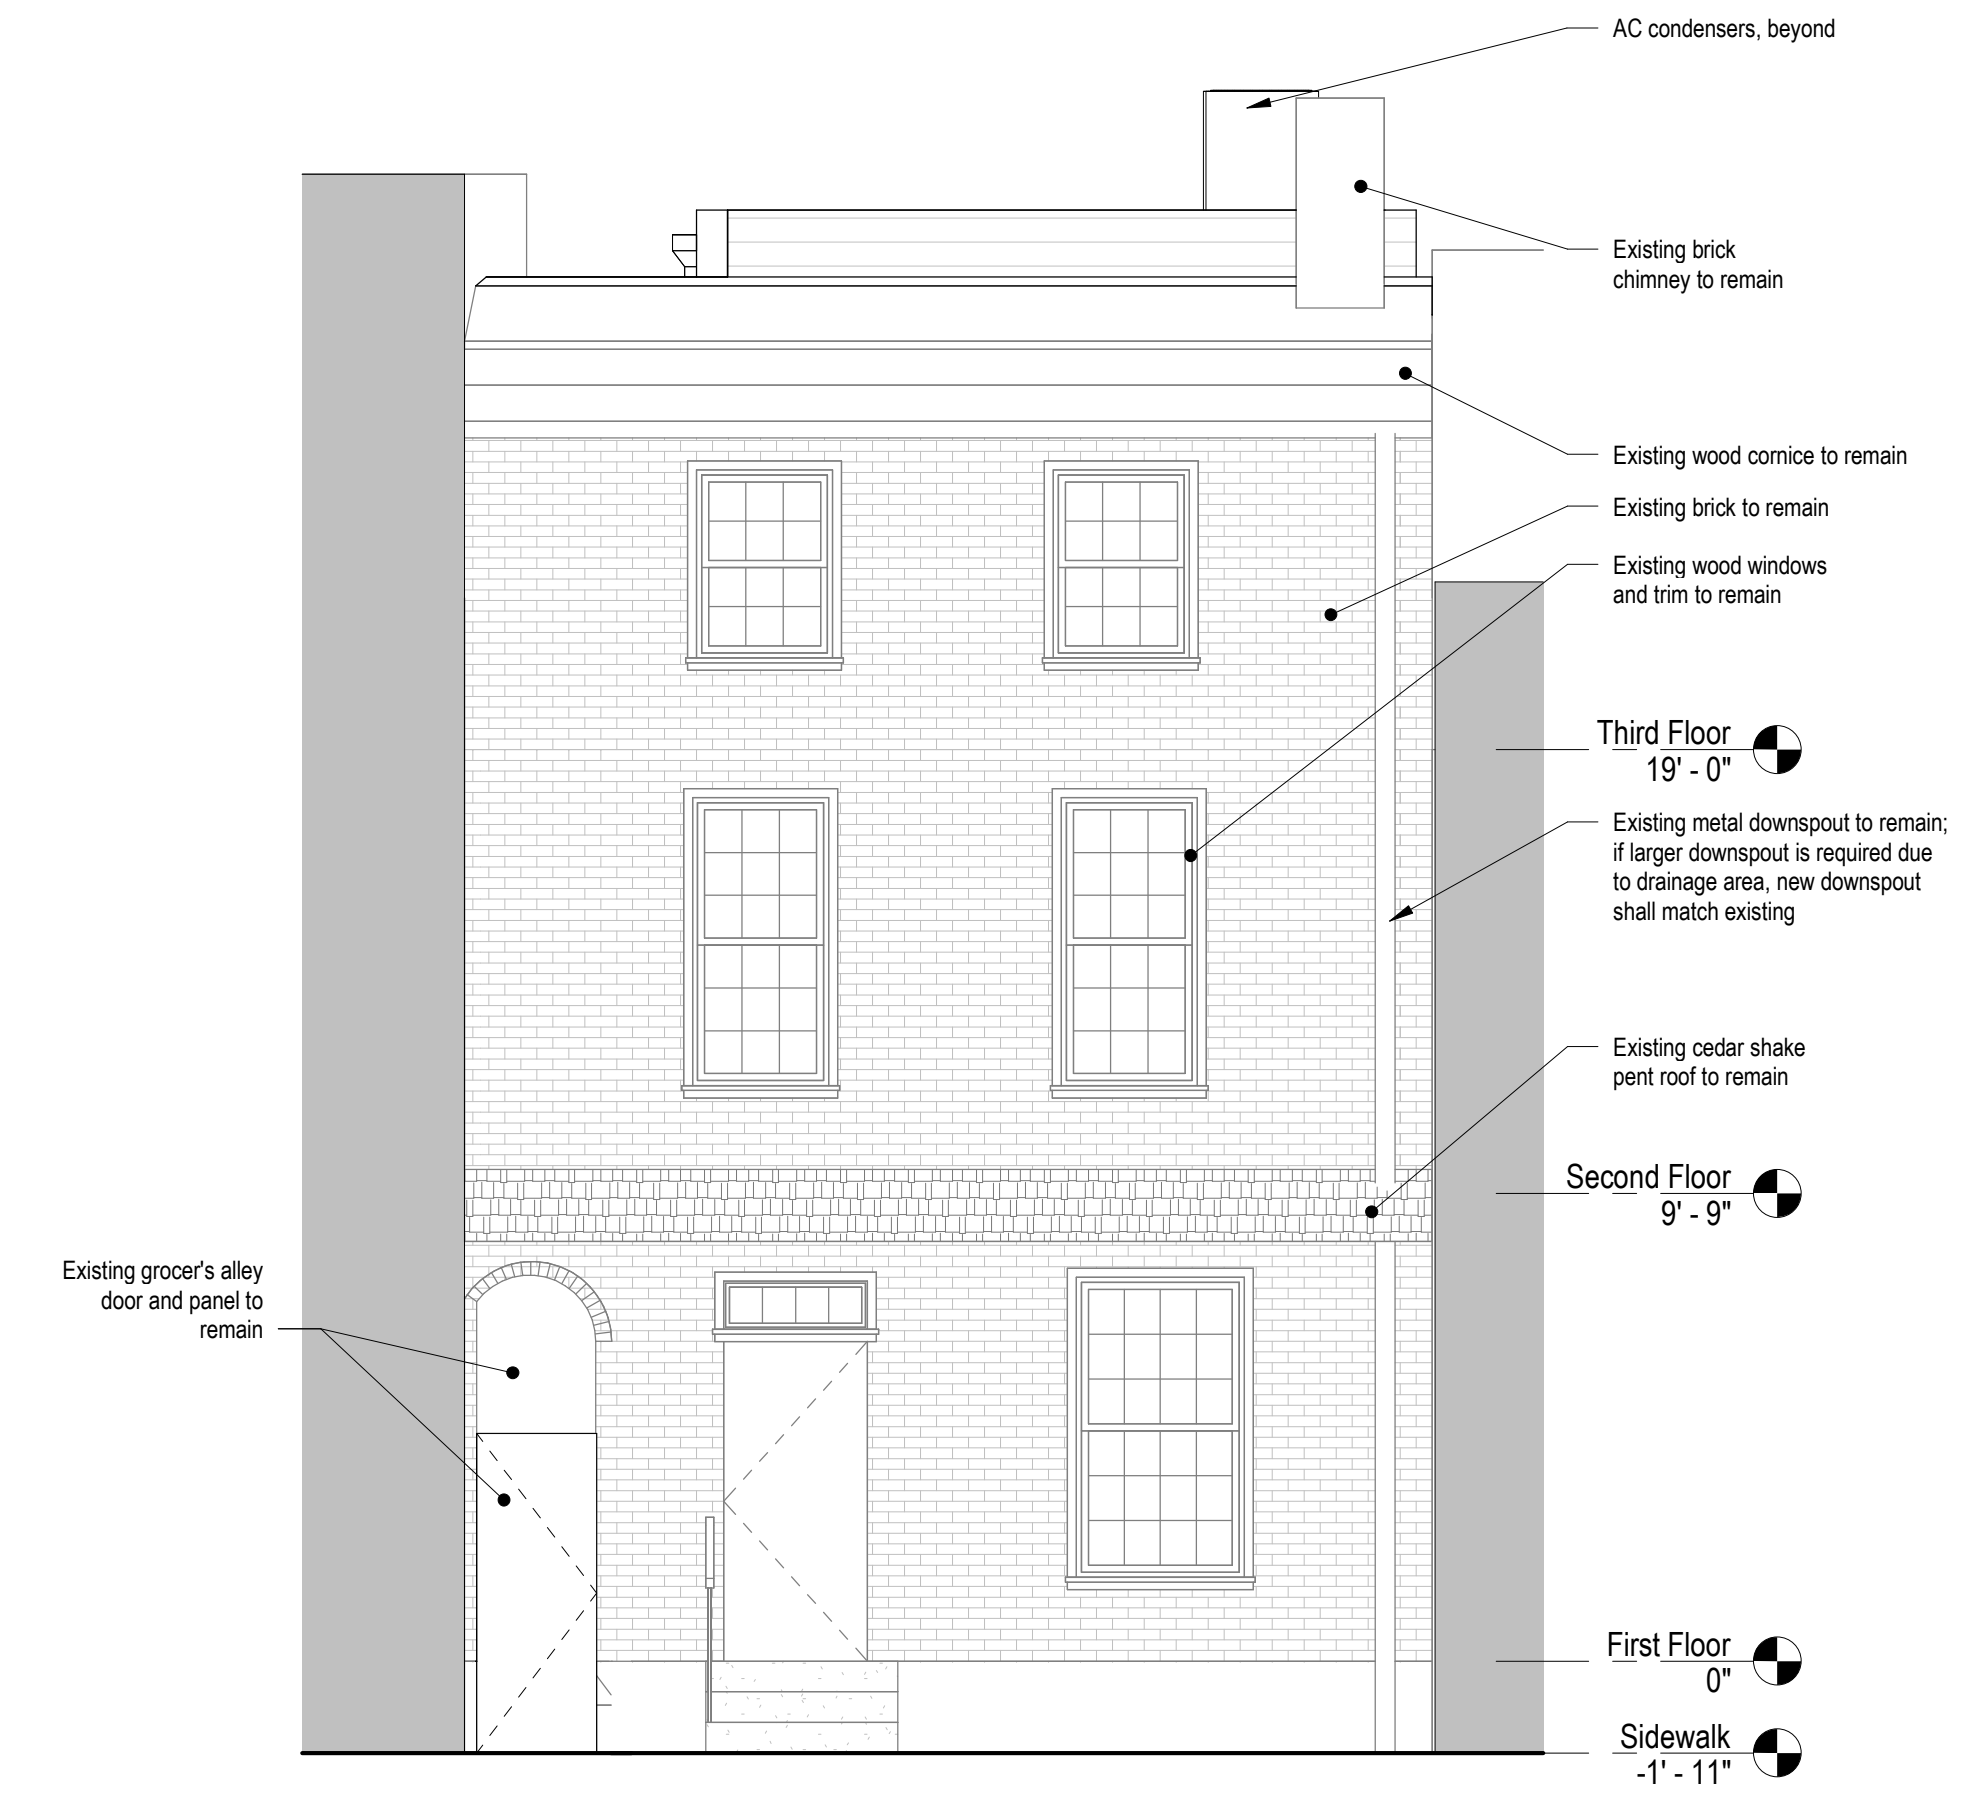 AC condensers, beyond
Existing brick
chimney to remain
Existing wood cornice to remain
Existing brick to remain
Existing wood windows
and trim to remain
Third Floor
19' - 0"
Existing metal downspout to remain;
if larger downspout is required due
to drainage area, new downspout
shall match existing
Existing cedar shake
pent roof to remain
Second Floor
9' - 9"
Existing grocer's alley
door and panel to
remain
First Floor
0"
Sidewalk
-1' - 11"